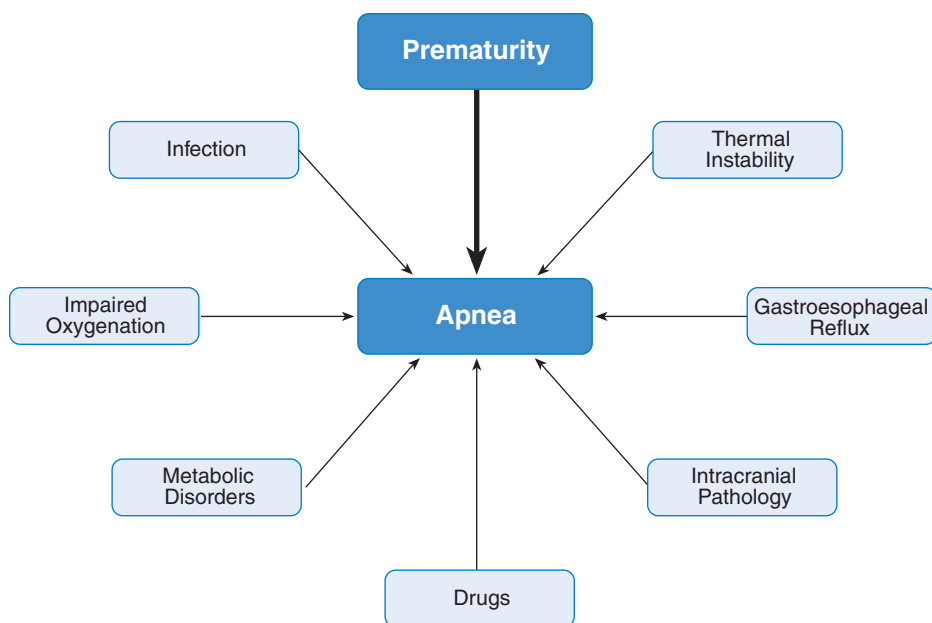 Prematurity
Infection
Thermal
Instability
Impaired
Oxygenation
Apnea
Gastroesophageal
Reflux
Metabolic
Disorders
Intracranial
Pathology
Drugs